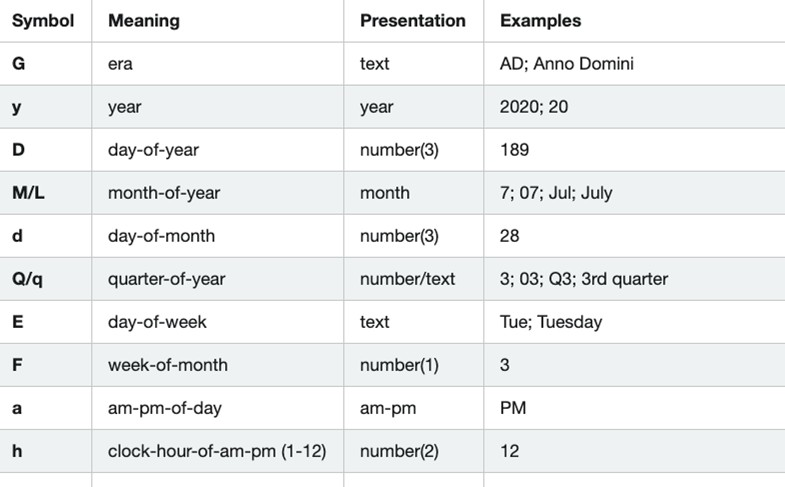 Symbol Meaning Presentation Examples
G era text AD; Anno Domini
y year year 2020; 20
D day-of-year number(3) 189
M/L month-of-year month 7; 07; Jul; July
d day-of-month number(3) 28
Q/q quarter-of-year number/text 3; 03; Q3; 3rd quarter
E day-of-week text Tue; Tuesday
F week-of-month number(1) 3
a am-pm-of-day am-pm PM
h clock-hour-of-am-pm (1-12) number(2) 12